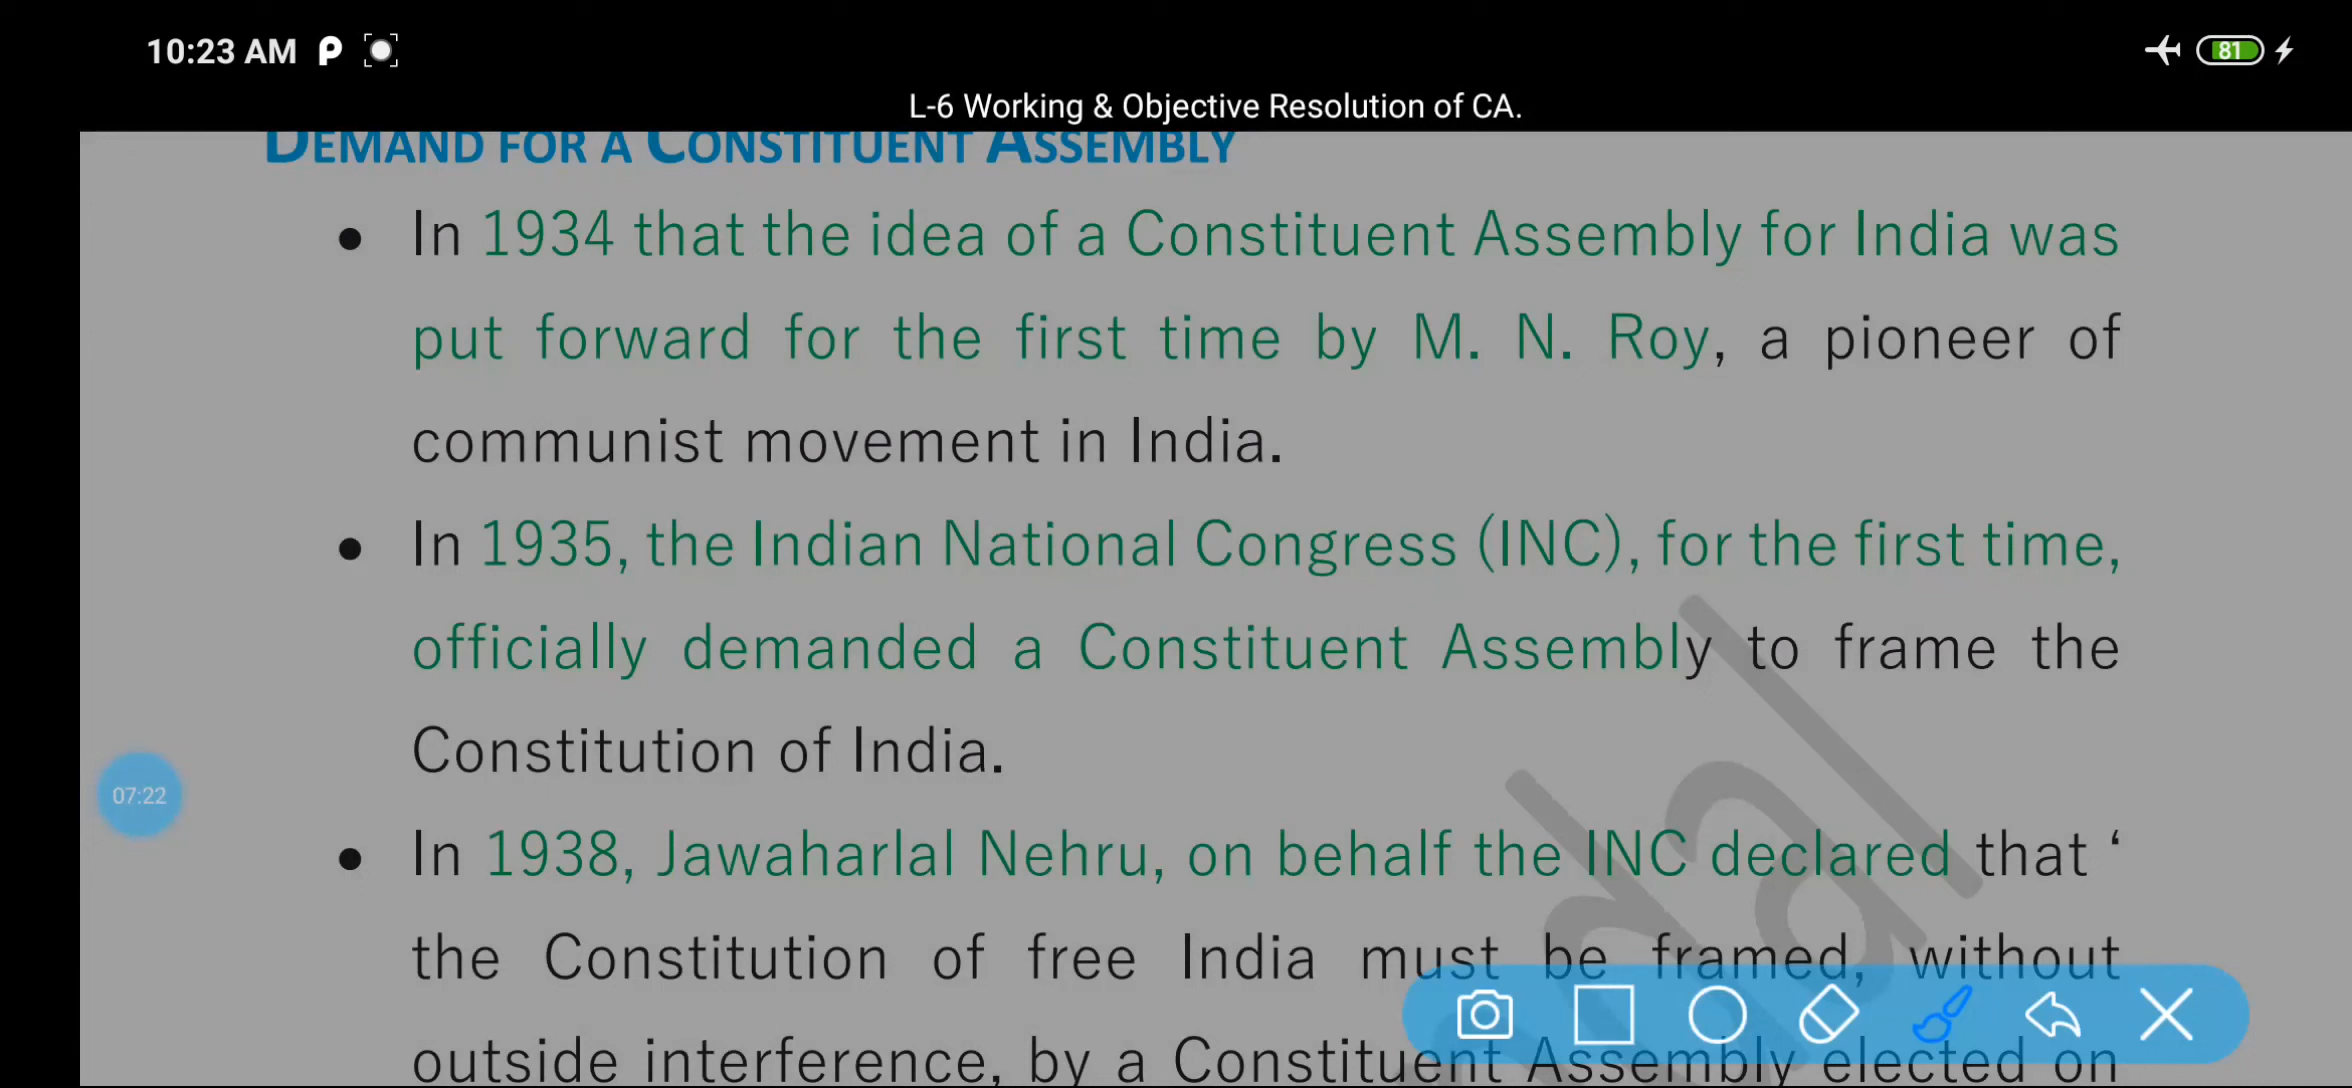 10:23 AM P
81
L-6 Working & Objective Resolution of CA.
DEMAND FOR A CONSTITUENT ASSEMBLY
• In 1934 that the idea of a Constituent Assembly for India was
put forward for the first time by M. N. Roy, a pioneer of
communist movement in India.
• In 1935, the Indian National Congress (INC), for the first time,
officially demanded a Constituent Assembly to frame the
Constitution of India.
07:22
• In 1938, Jawaharlal Nehru, on behalf the INC declared that ‘
the Constitution of free India must be framed, without
outside interference, by a Constituent Assembly elected on